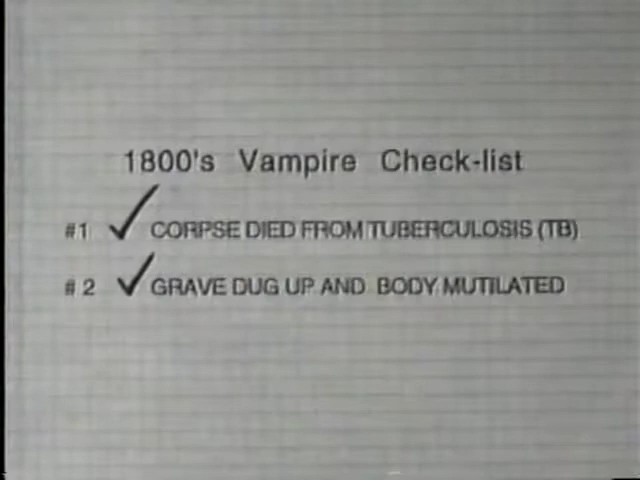 1800's Vampire Check-list
#1 ✓ CORPSE DIED FROM TUBERCULOSIS (TB)
#2 ✓ GRAVE DUG UP AND BODY MUTILATED